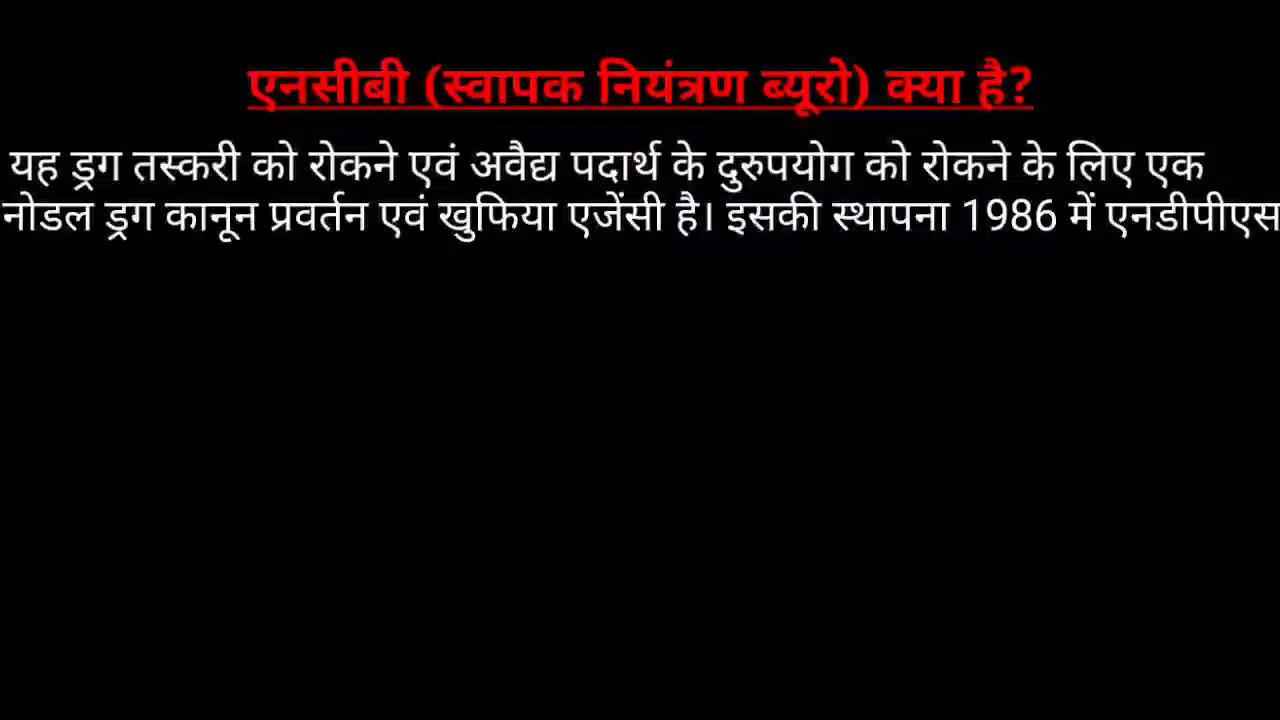 एनसीबी (स्वापक नियंत्रण ब्यूरो) क्या है?
यह ड्रग तस्करी को रोकने एवं अवैद्य पदार्थ के दुरुपयोग को रोकने के लिए एक
नोडल ड्रग कानून प्रवर्तन एवं खुफिया एजेंसी है। इसकी स्थापना 1986 में एनडीपीएस